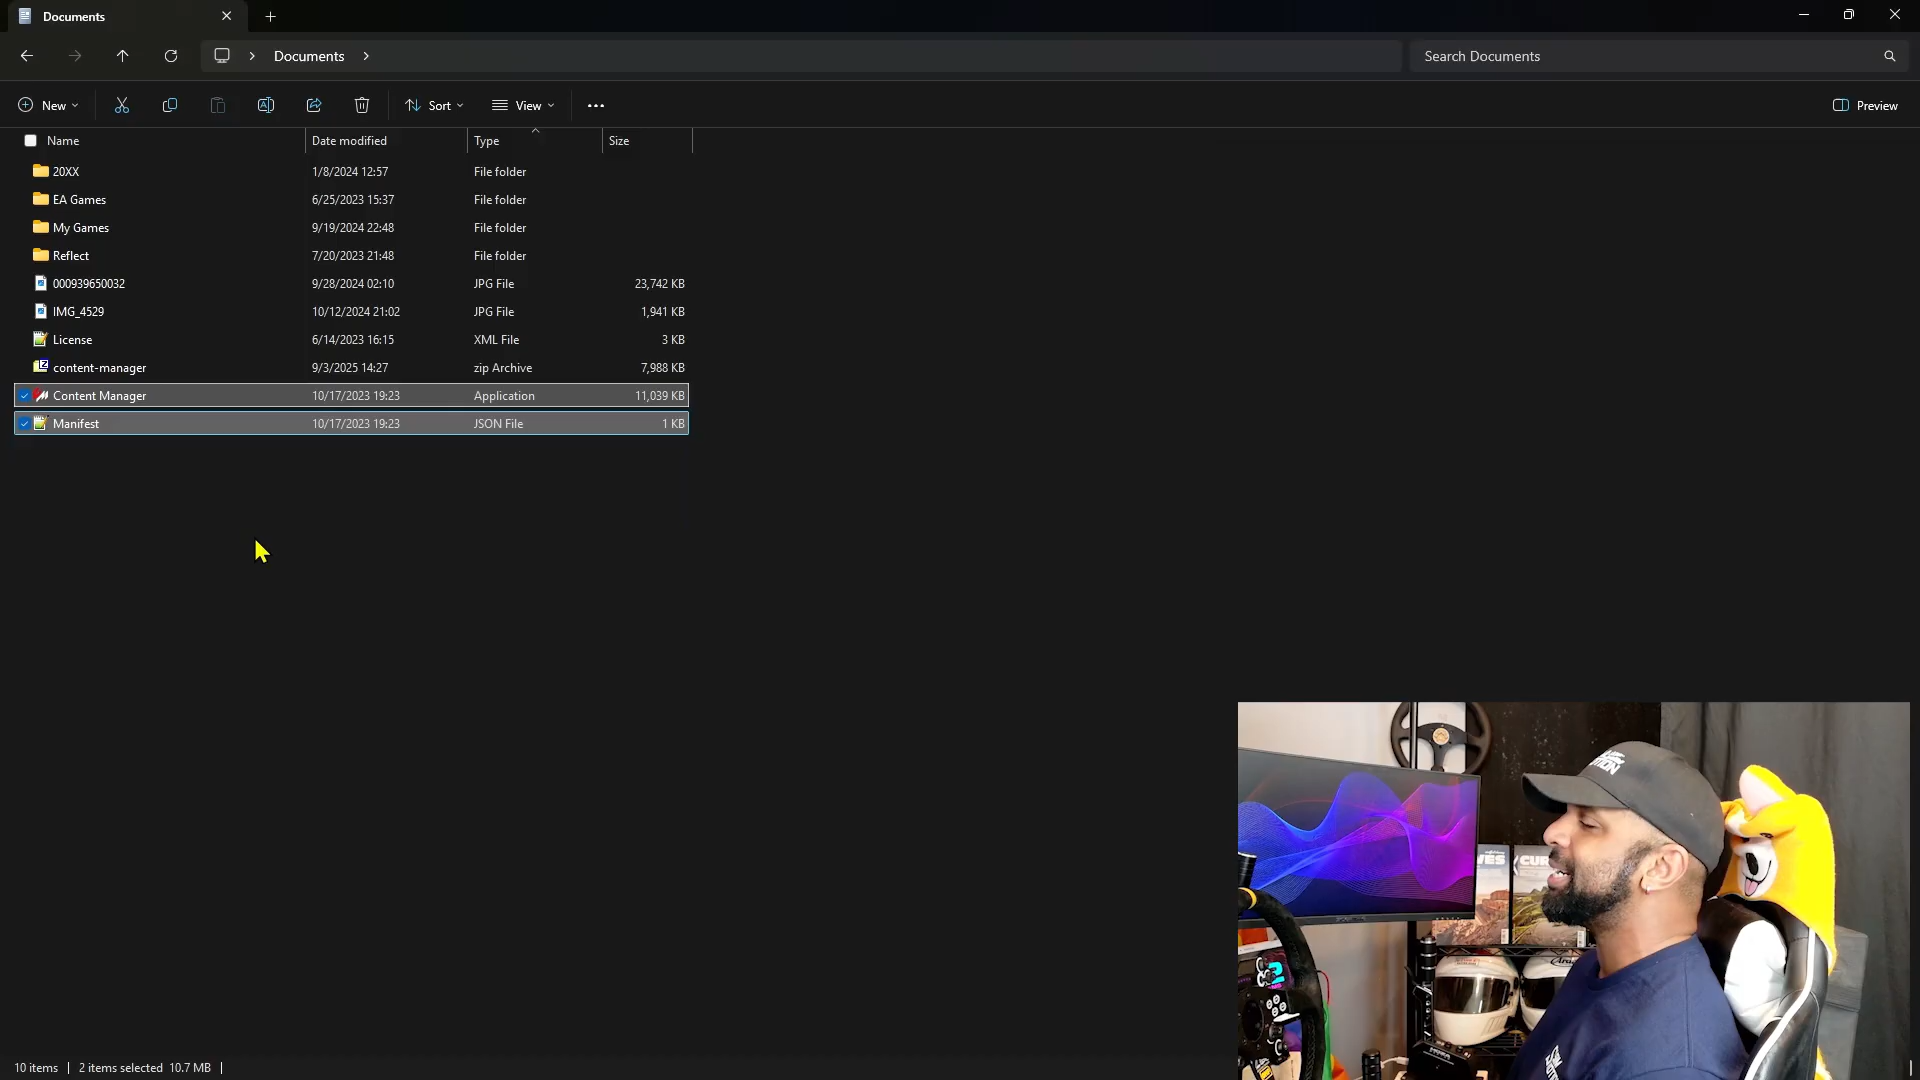 Documents
Documents
Search Documents
New
Sort
View
Preview
Name Date modified Type Size
20XX 1/8/2024 12:57 File folder
EA Games 6/25/2023 15:37 File folder
My Games 9/19/2024 22:48 File folder
Reflect 7/20/2023 21:48 File folder
000939650032 9/28/2024 02:10 JPG File 23,742 KB
IMG_4529 10/12/2024 21:02 JPG File 1,941 KB
License 6/14/2023 16:15 XML File 3 KB
content-manager 9/3/2025 14:27 zip Archive 7,988 KB
Content Manager 10/17/2023 19:23 Application 11,039 KB
Manifest 10/17/2023 19:23 JSON File 1 KB
10 items 2 items selected 10.7 MB